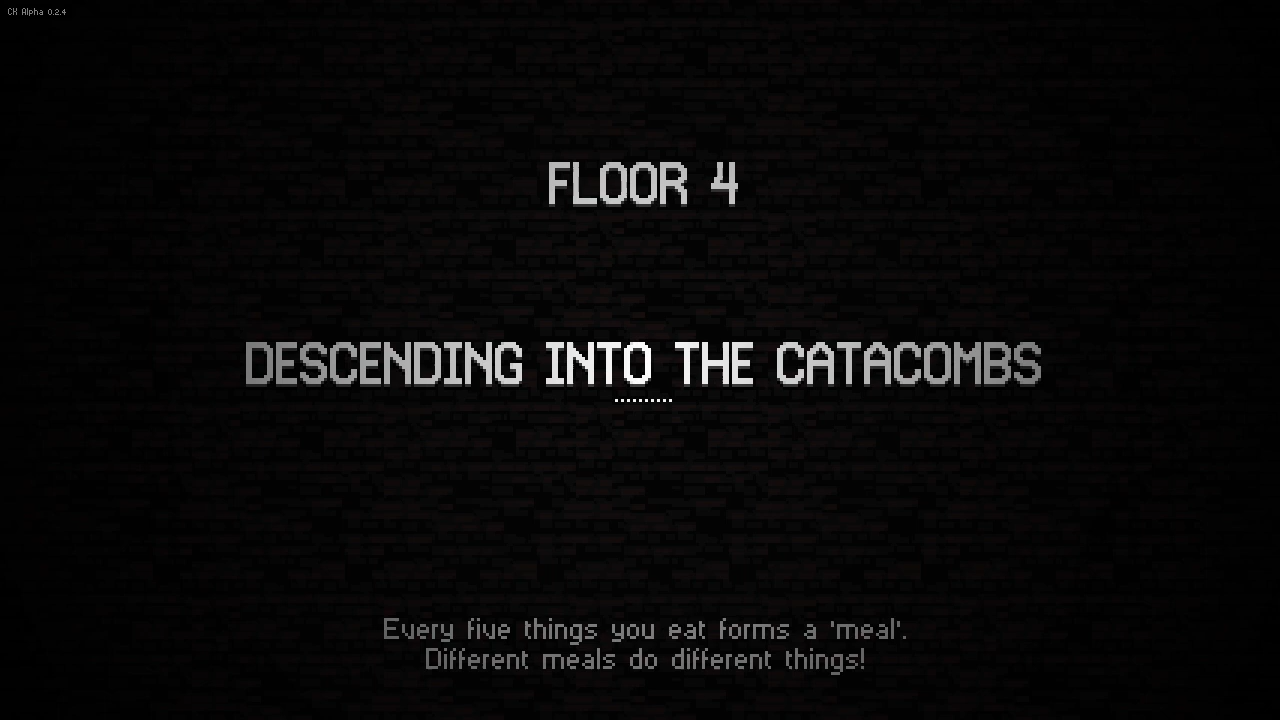 CK Alpha 0.2.4
FLOOR 4
DESCENDING INTO THE CATACOMBS
Every five things you eat forms a 'meal'.
Different meals do different things!